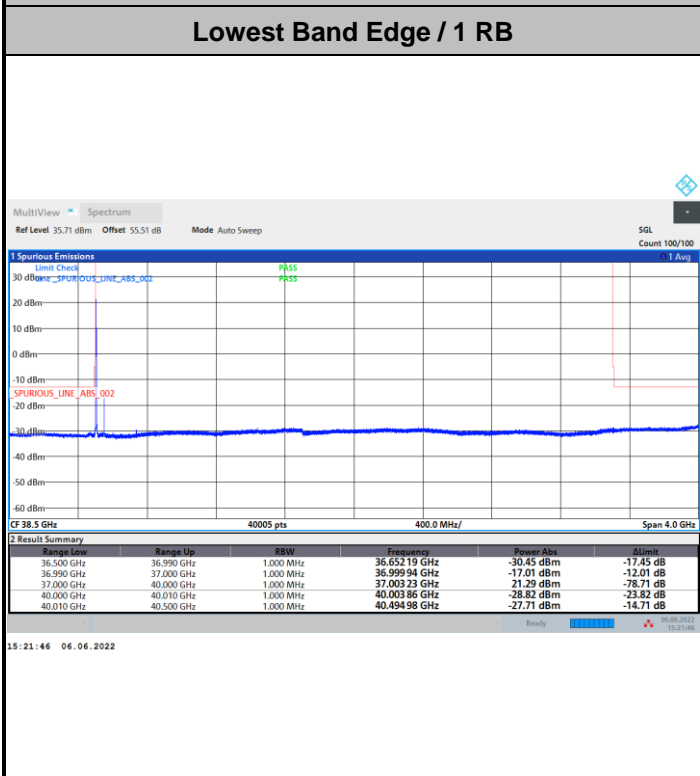 Lowest Band Edge / 1 RB
MultiView Spectrum
Ref Level 35.71 dBm Offset 55.51 dB Mode Auto Sweep SGL
Count 100/100
1 Spurious Emissions 1 Avg
Limit Check PASS
30 dBm Line _SPURIOUS_LINE_ABS_002 PASS
20 dBm
10 dBm
0 dBm
-10 dBm
_SPURIOUS_LINE_ABS_002
-20 dBm
-30 dBm
-40 dBm
-50 dBm
-60 dBm
CF 38.5 GHz 40005 pts 400.0 MHz/ Span 4.0 GHz
2 Result Summary
Range Low Range Up RBW Frequency Power Abs ΔLimit
36.500 GHz 36.990 GHz 1.000 MHz 36.652 19 GHz -30.45 dBm -17.45 dB
36.990 GHz 37.000 GHz 1.000 MHz 36.999 94 GHz -17.01 dBm -12.01 dB
37.000 GHz 40.000 GHz 1.000 MHz 37.003 23 GHz 21.29 dBm -78.71 dB
40.000 GHz 40.010 GHz 1.000 MHz 40.003 86 GHz -28.82 dBm -23.82 dB
40.010 GHz 40.500 GHz 1.000 MHz 40.494 98 GHz -27.71 dBm -14.71 dB
Ready 06.06.2022
15:21:46
15:21:46 06.06.2022